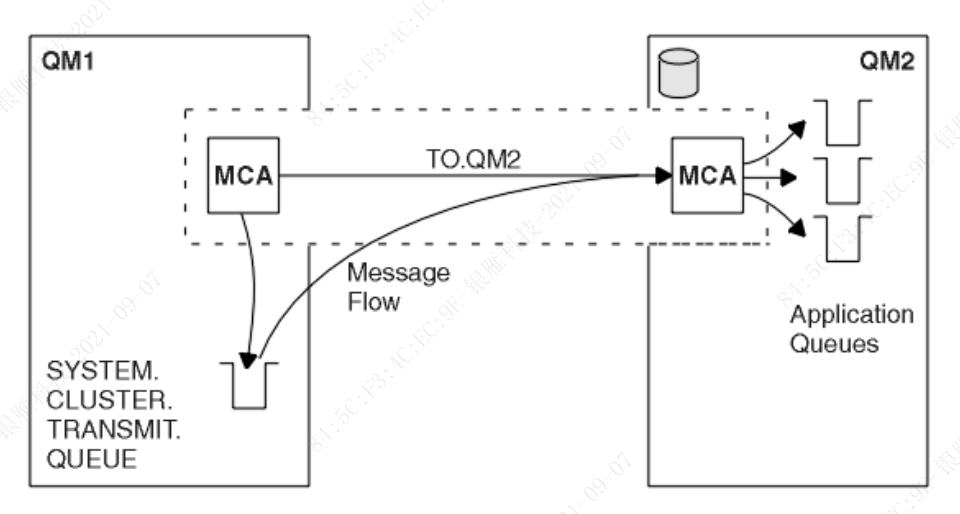 QM1
QM2
MCA
TO.QM2
MCA
Message
Flow
Application
Queues
SYSTEM.
CLUSTER.
TRANSMIT.
QUEUE
84:5C:F3:4C:EC:9E-银雁科技-2021-09-07